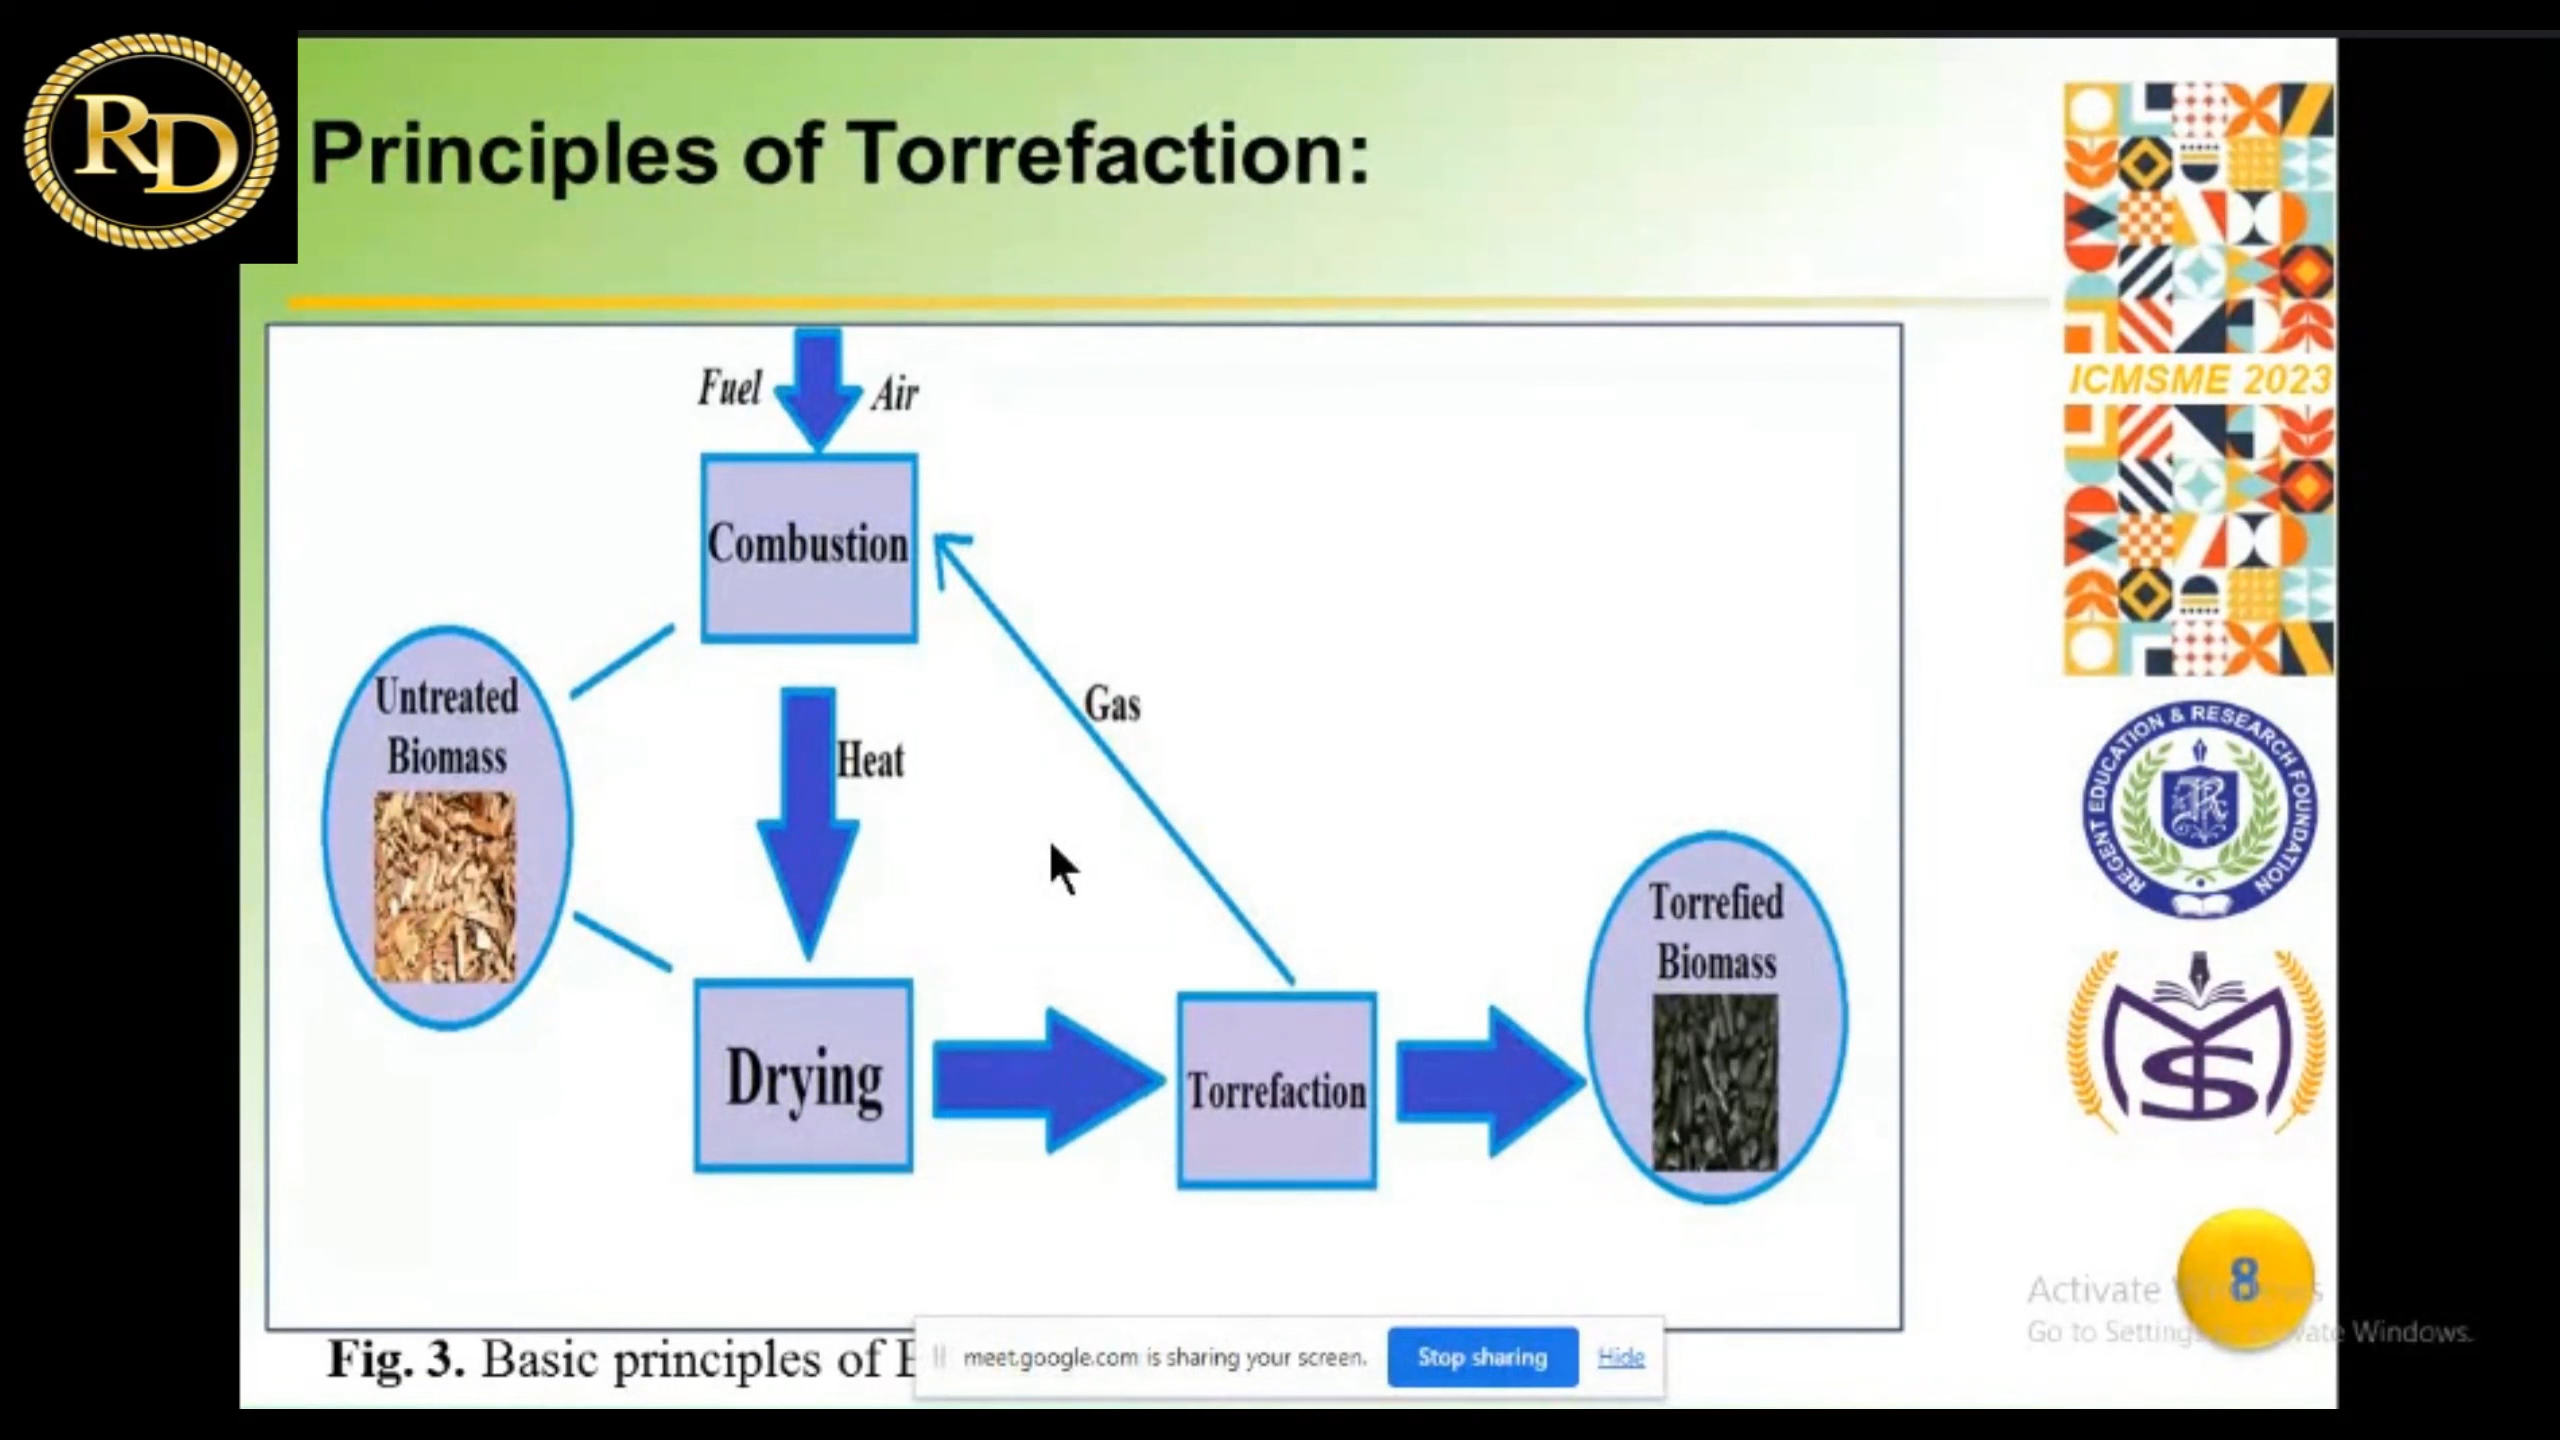 RD
Principles of Torrefaction:
ICMSME 2023
Fuel
Air
Combustion
Gas
Untreated
Biomass
Heat
REGENT EDUCATION & RESEARCH FOUNDATION
Torrefied
Biomass
Drying
Torrefaction
8
Activate
Go to Settings Windows.
Fig. 3. Basic principles of
meet.google.com is sharing your screen.
Stop sharing
Hide